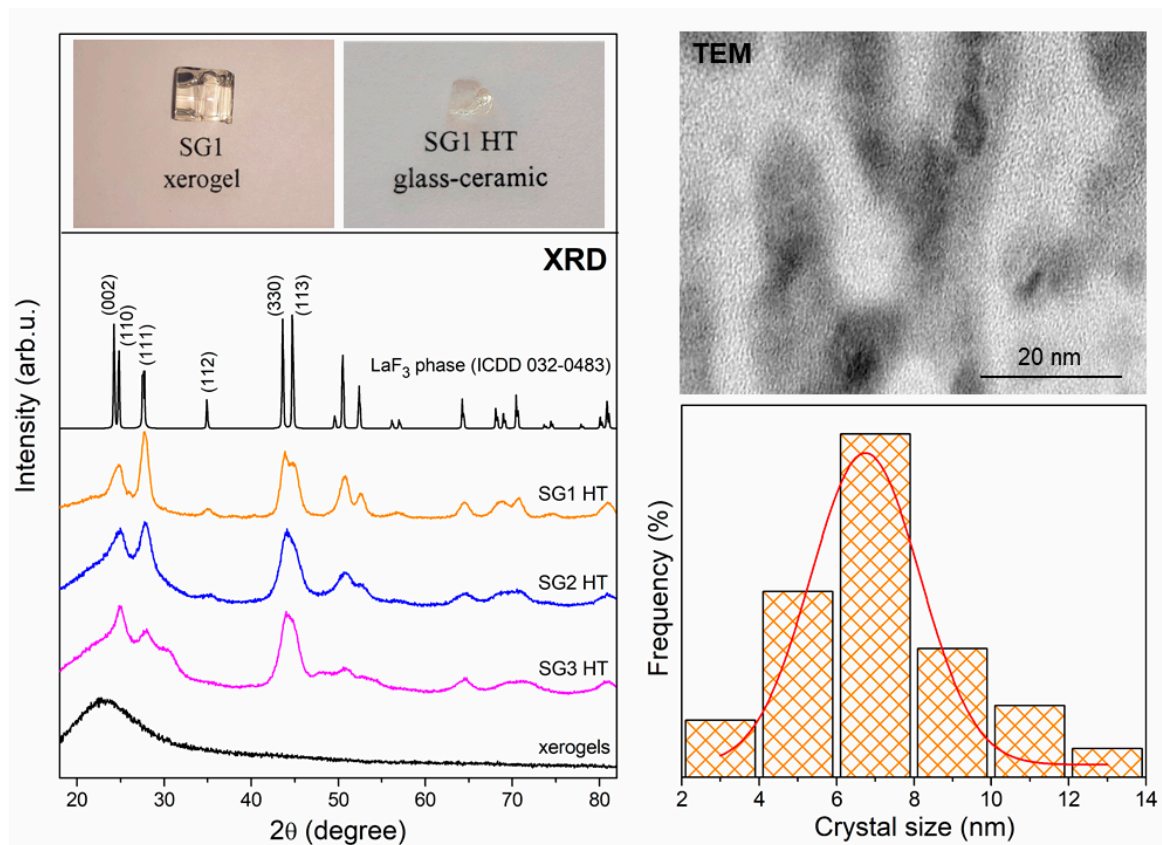 SG1
xerogel
SG1 HT
glass-ceramic
XRD
Intensity (arb.u.)
(002)
(110)
(111)
(112)
(330)
(113)
LaF₃ phase (ICDD 032-0483)
SG1 HT
SG2 HT
SG3 HT
xerogels
20 30 40 50 60 70 80
2θ (degree)
TEM
20 nm
Frequency (%)
2 4 6 8 10 12 14
Crystal size (nm)